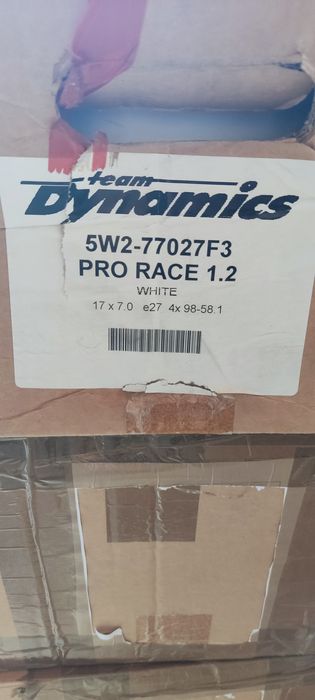 team
Dynamics
5W2-77027F3
PRO RACE 1.2
WHITE
17 x 7.0 e27 4x 98-58.1